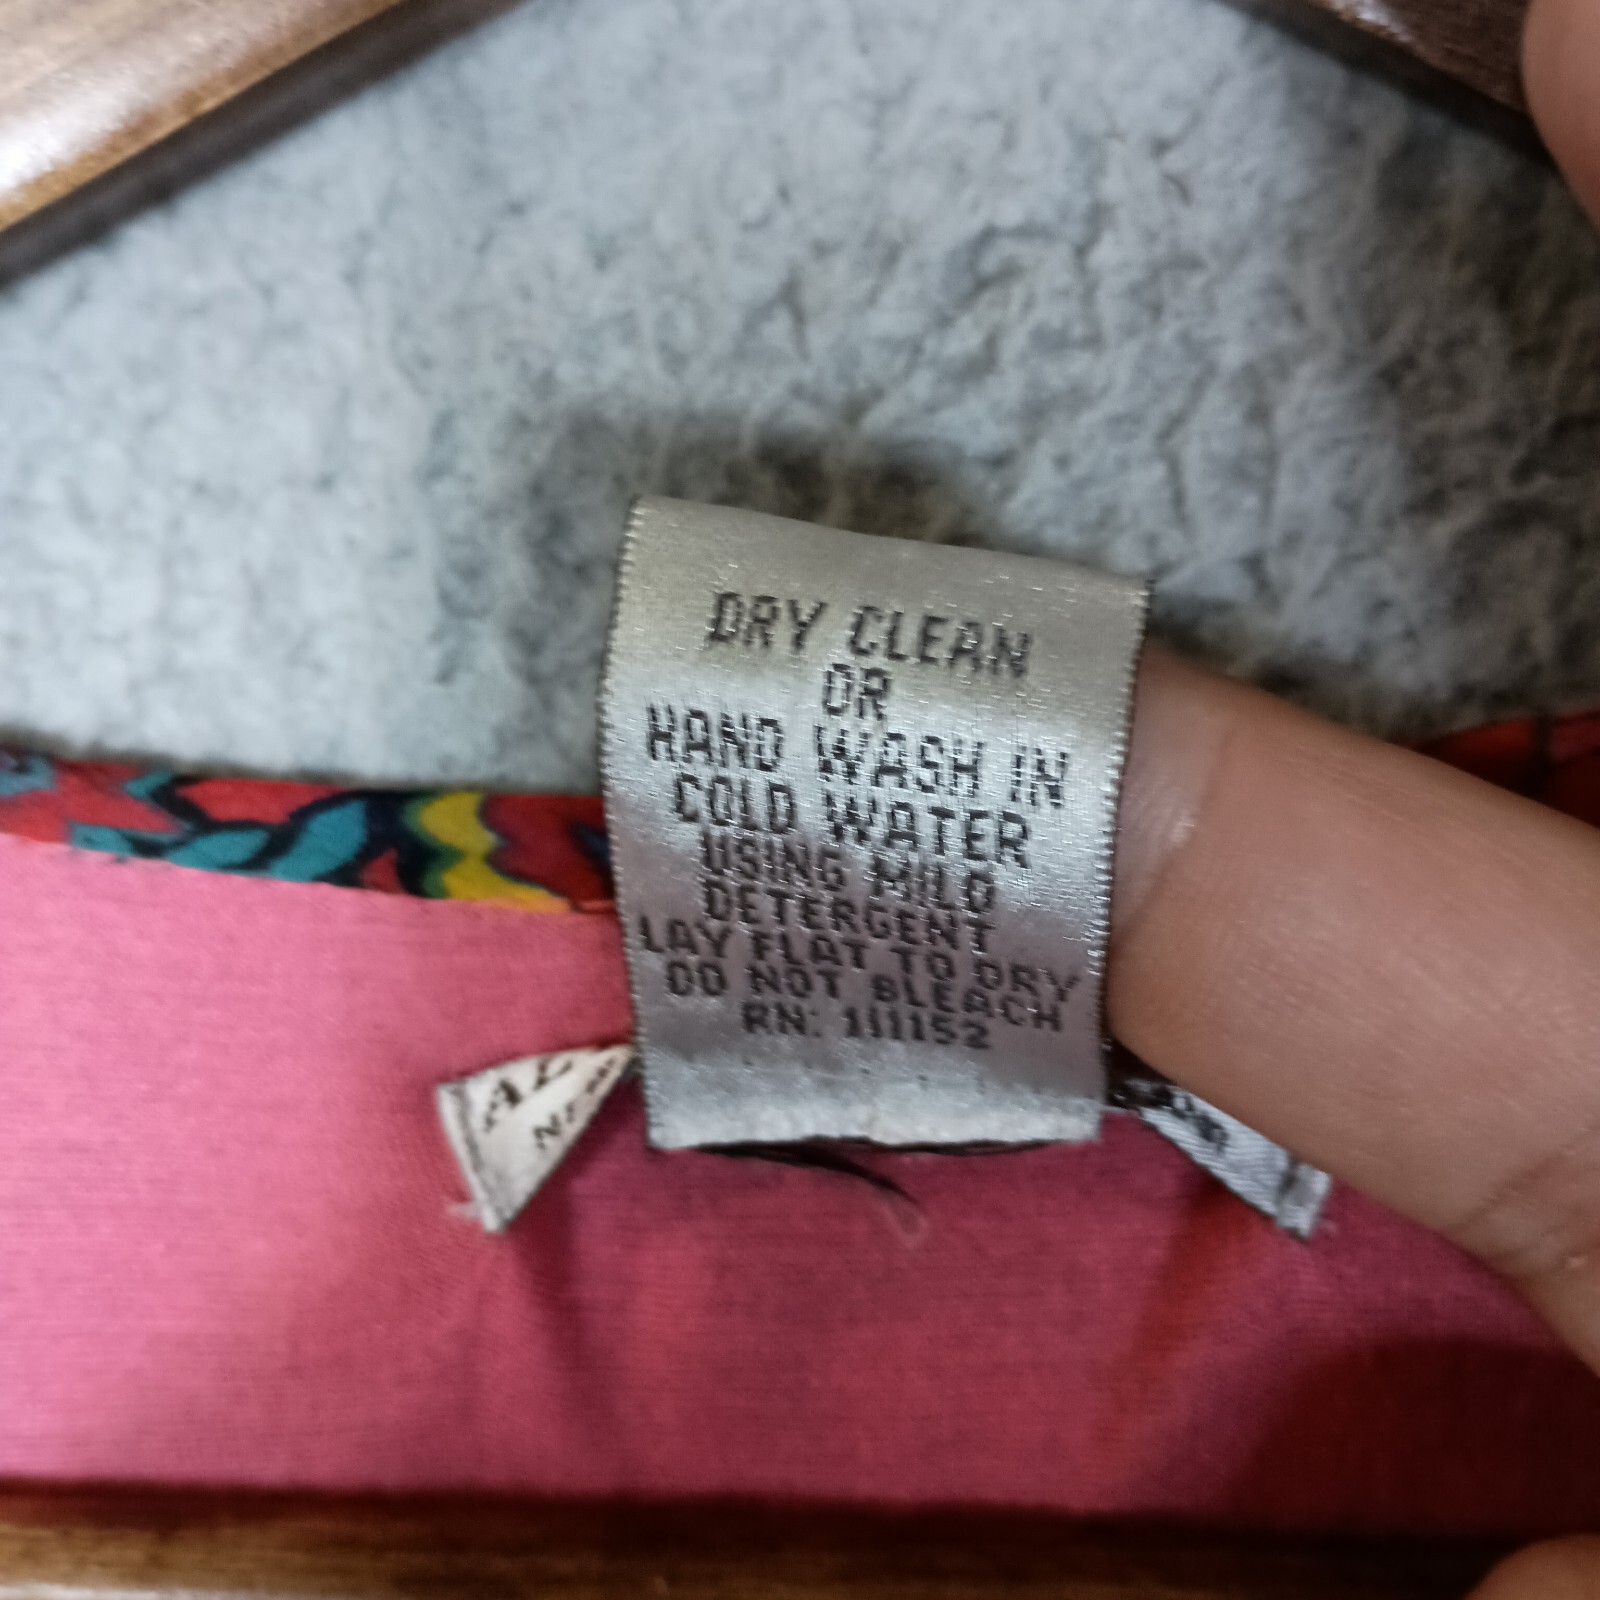 DRY CLEAN
OR
HAND WASH IN
COLD WATER
USING MILD
DETERGENT
LAY FLAT TO DRY
DO NOT BLEACH
RN: 111152